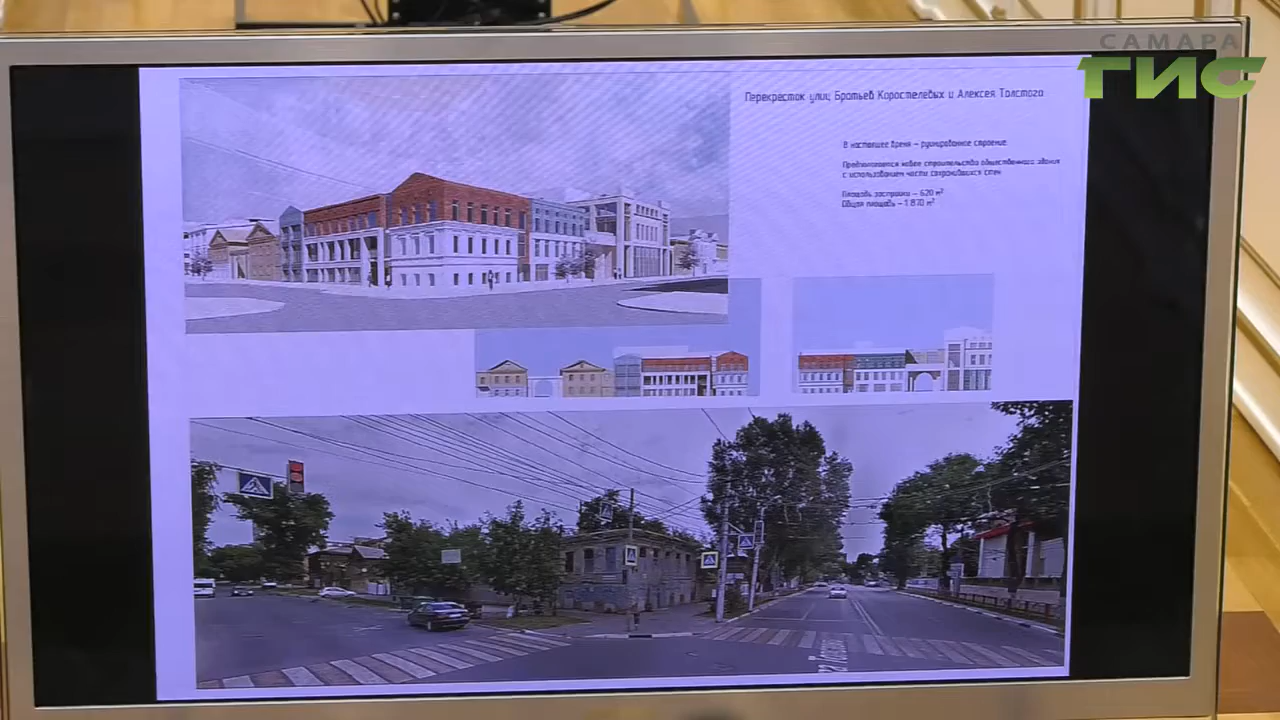 САМАРА
ГИС
Перекресток улиц Братьев Коростелевых и Алексея Толстого
В настоящее время – руинированное строение
Предполагается новое строительство общественного здания
с использованием части сохранившихся стен
Площадь застройки – 620 м²
Общая площадь – 1 870 м²